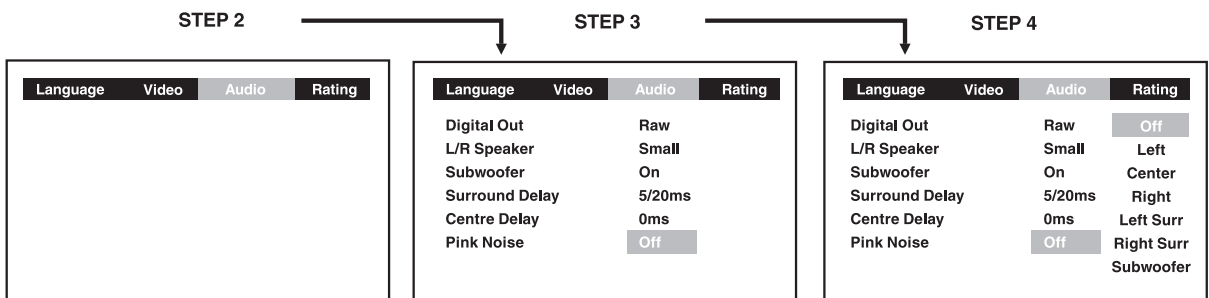 STEP 2
STEP 3
STEP 4
Language Video Audio Rating
Language Video Audio Rating
Digital Out Raw
L/R Speaker Small
Subwoofer On
Surround Delay 5/20ms
Centre Delay 0ms
Pink Noise Off
Language Video Audio Rating
Digital Out Raw Off
L/R Speaker Small Left
Subwoofer On Center
Surround Delay 5/20ms Right
Centre Delay 0ms Left Surr
Pink Noise Off Right Surr
Subwoofer